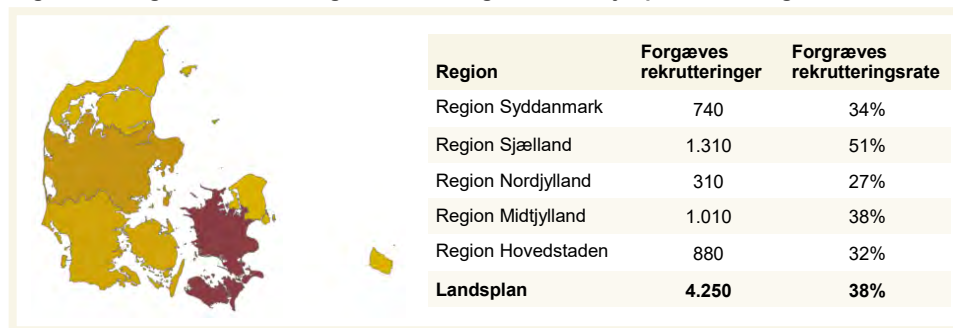 Region Forgæves rekrutteringer Forgræves rekrutteringsrate
Region Syddanmark 740 34%
Region Sjælland 1.310 51%
Region Nordjylland 310 27%
Region Midtjylland 1.010 38%
Region Hovedstaden 880 32%
Landsplan 4.250 38%